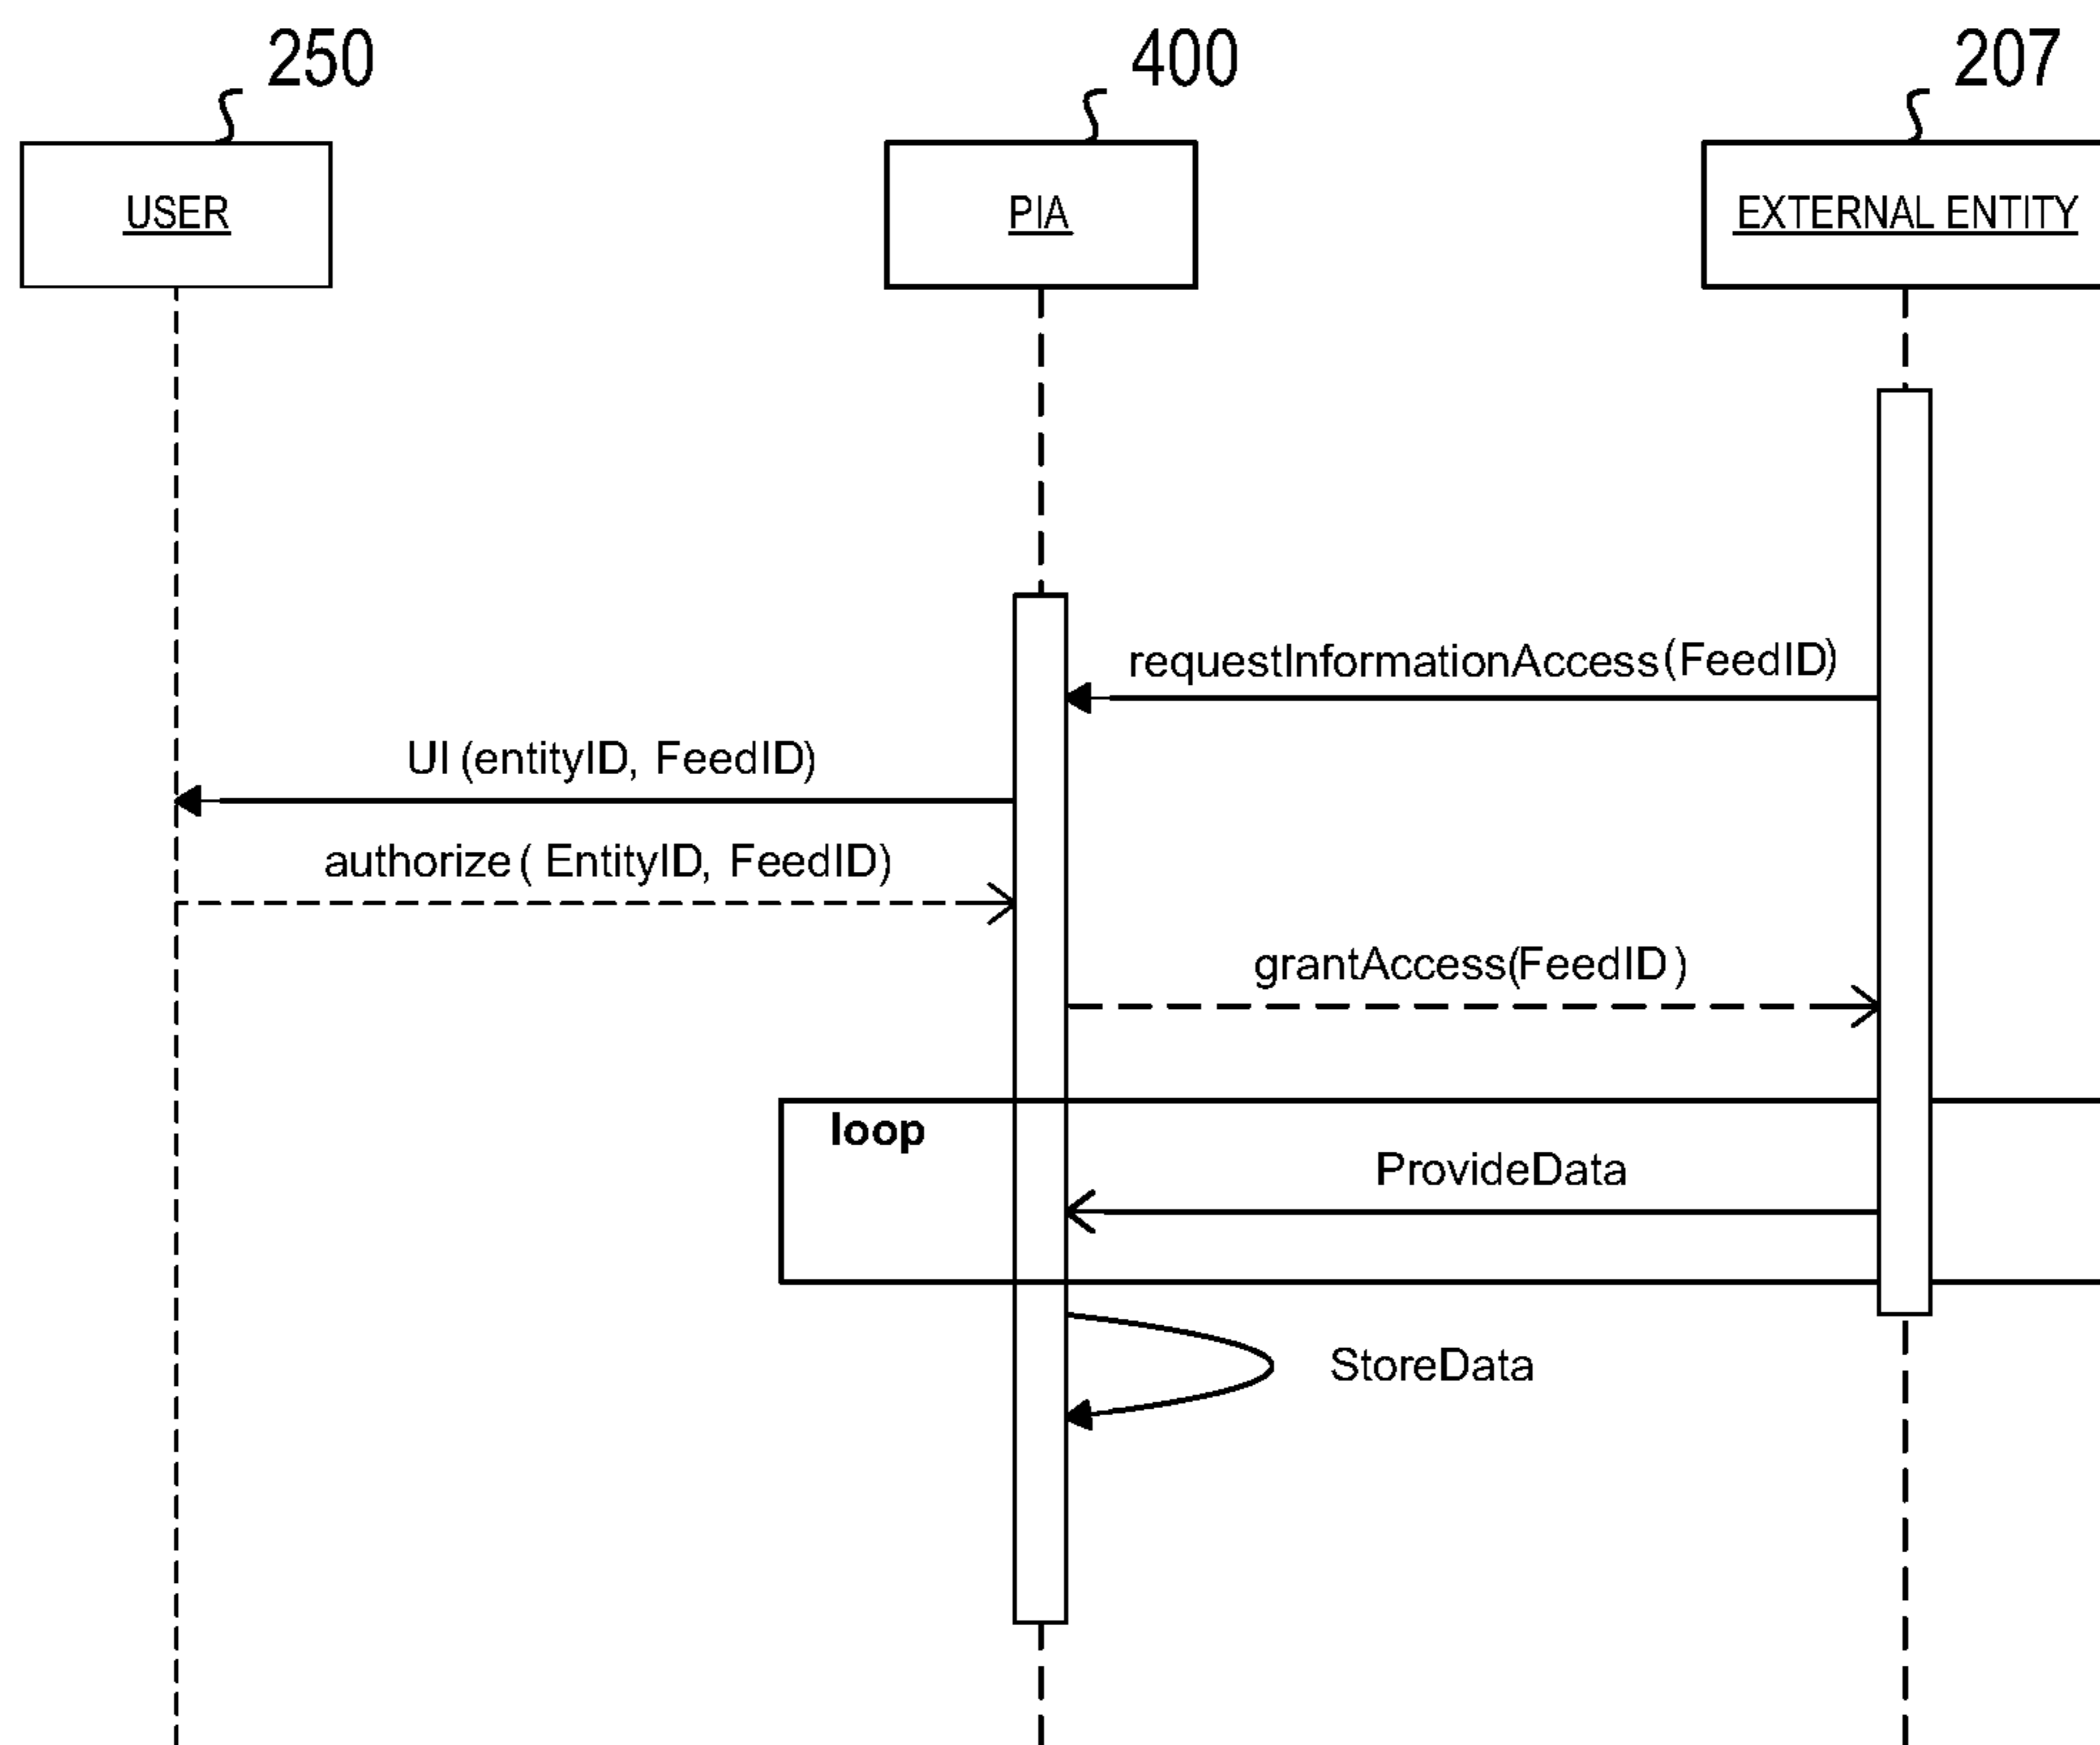 250
400
207
USER
PIA
EXTERNAL ENTITY
requestInformationAccess(FeedID)
UI (entityID, FeedID)
authorize ( EntityID, FeedID)
grantAccess(FeedID )
loop
ProvideData
StoreData